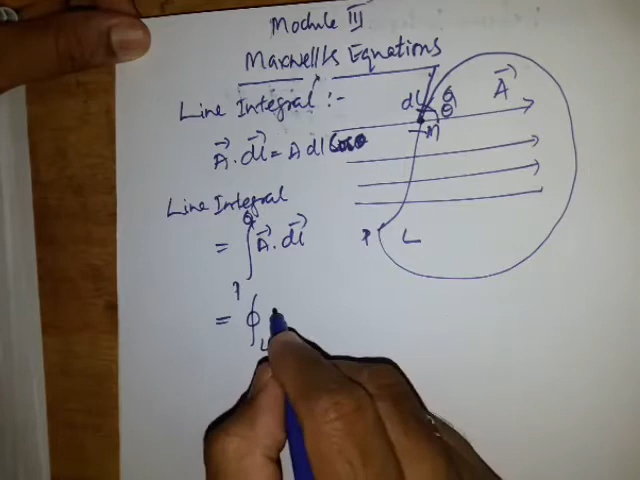 Module III
Maxwell's Equations
Line Integral :-
A⃗ . dl⃗ = A dl Cosθ
Line Integral
= ∫ A⃗ . dl⃗
Q
P
= ∮
L
dl
Q
θ
A⃗
P
L